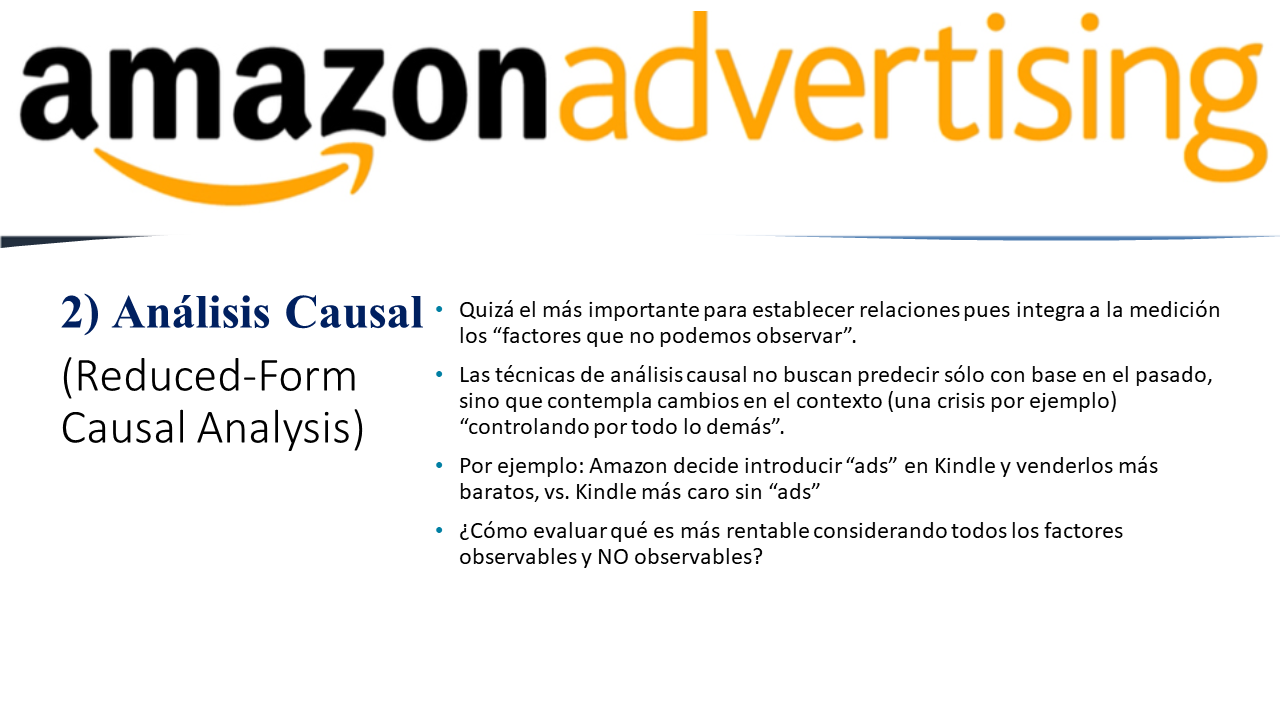 amazonadvertising
2) Análisis Causal
(Reduced-Form
Causal Analysis)
• Quizá el más importante para establecer relaciones pues integra a la medición
los “factores que no podemos observar”.
• Las técnicas de análisis causal no buscan predecir sólo con base en el pasado,
sino que contempla cambios en el contexto (una crisis por ejemplo)
“controlando por todo lo demás”.
• Por ejemplo: Amazon decide introducir “ads” en Kindle y venderlos más
baratos, vs. Kindle más caro sin “ads”
• ¿Cómo evaluar qué es más rentable considerando todos los factores
observables y NO observables?